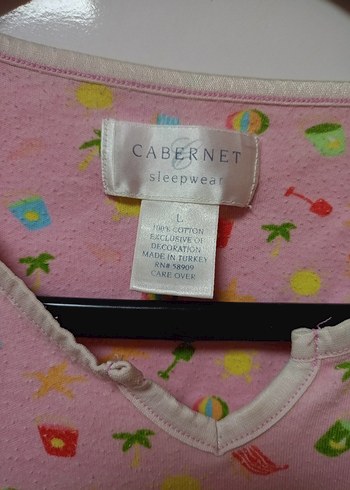 CABERNET
sleepwear
L
100% COTTON
EXCLUSIVE OF
DECORATION
MADE IN TURKEY
RN# 58909
CARE OVER